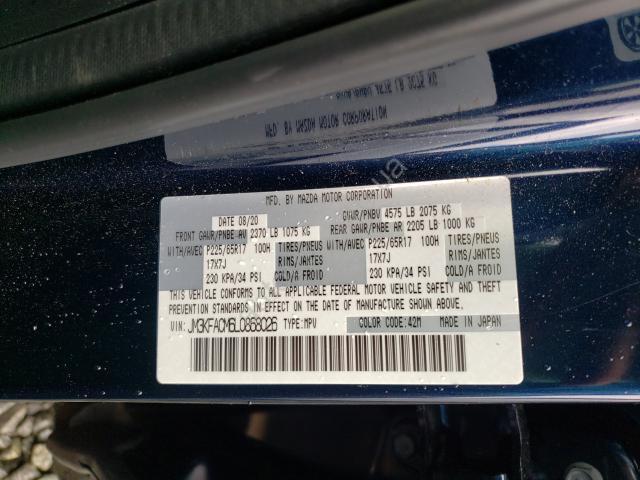 MFD. BY MAZDA MOTOR CORPORATION
DATE 08/20 GVWR/PNBV 4575 LB 2075 KG
FRONT GAWR/PNBE AV 2370 LB 1075 KG REAR GAWR/PNBE AR 2205 LB 1000 KG
WITH/AVEC P225/65R17 100H TIRES/PNEUS WITH/AVEC P225/65R17 100H TIRES/PNEUS
17X7J RIMS/JANTES 17X7J RIMS/JANTES
230 KPA/34 PSI COLD/A FROID 230 KPA/34 PSI COLD/A FROID
THIS VEHICLE CONFORMS TO ALL APPLICABLE FEDERAL MOTOR VEHICLE SAFETY, BUMPER, AND THEFT
PREVENTION STANDARDS IN EFFECT ON THE DATE OF MANUFACTURE SHOWN ABOVE.
VIN: JM3KFACM6L0868026 TYPE: MPV COLOR CODE: 42M MADE IN JAPAN